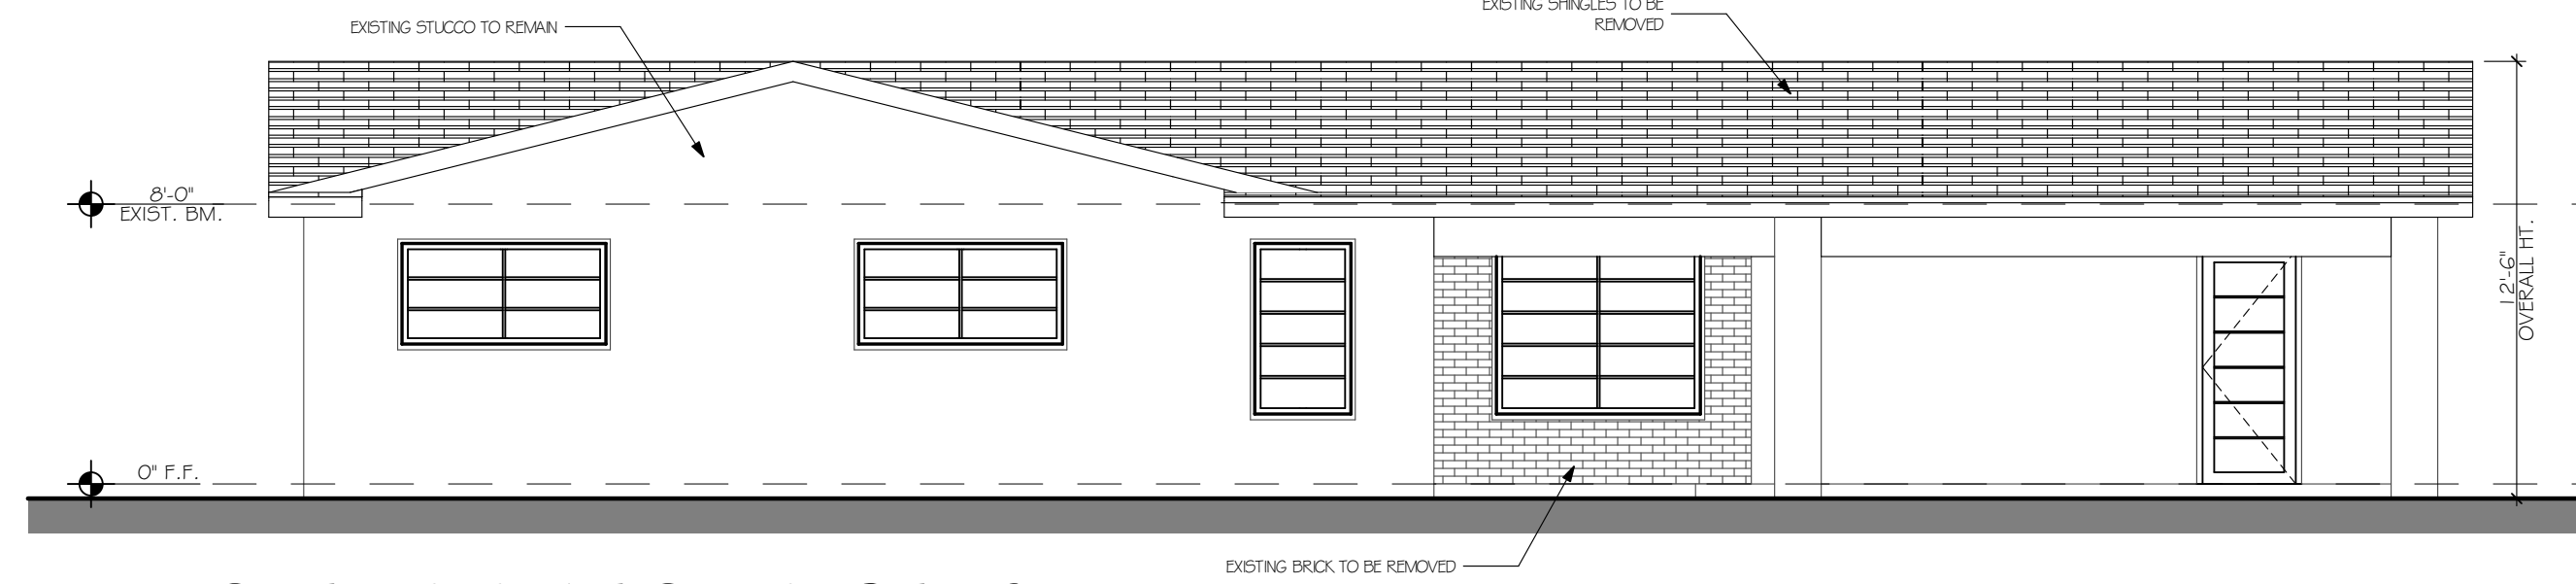 EXISTING STUCCO TO REMAIN
EXISTING SHINGLES TO BE
REMOVED
8'-0"
EXIST. BM.
12'-6"
OVERALL HT.
0" F.F.
EXISTING BRICK TO BE REMOVED